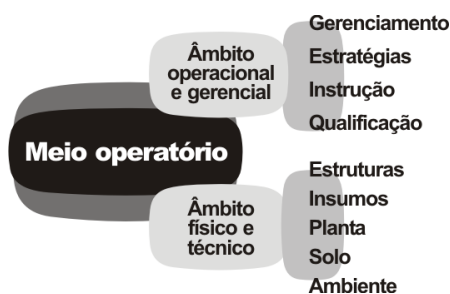 Meio operatório
Âmbito
operacional
e gerencial
Gerenciamento
Estratégias
Instrução
Qualificação
Âmbito
físico e
técnico
Estruturas
Insumos
Planta
Solo
Ambiente